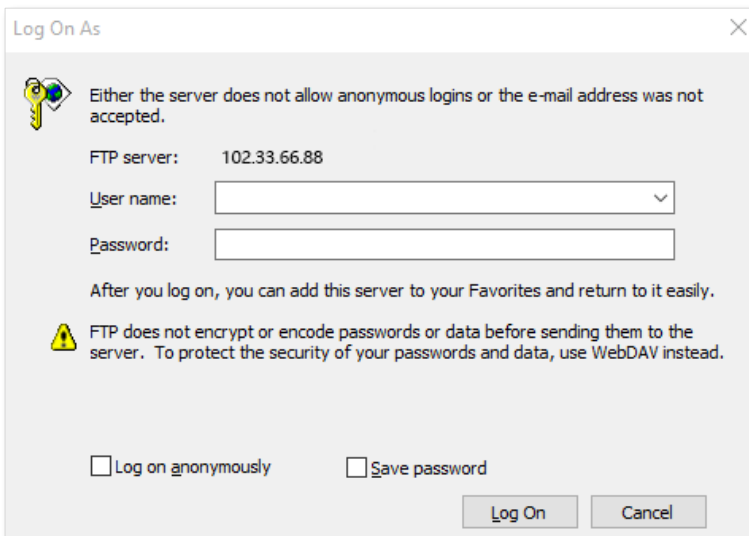 Log On As
Either the server does not allow anonymous logins or the e-mail address was not
accepted.
FTP server: 102.33.66.88
User name:
Password:
After you log on, you can add this server to your Favorites and return to it easily.
FTP does not encrypt or encode passwords or data before sending them to the
server. To protect the security of your passwords and data, use WebDAV instead.
Log on anonymously Save password
Log On Cancel